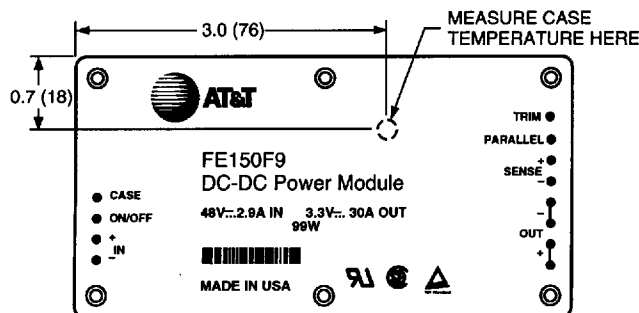 3.0 (76)
MEASURE CASE
TEMPERATURE HERE
0.7 (18)
AT&T
TRIM
PARALLEL
+
SENSE
−
FE150F9
DC-DC Power Module
CASE
ON/OFF
+
IN
−
48V⎓2.9A IN 3.3V⎓ 30A OUT
99W
−
OUT
+
MADE IN USA